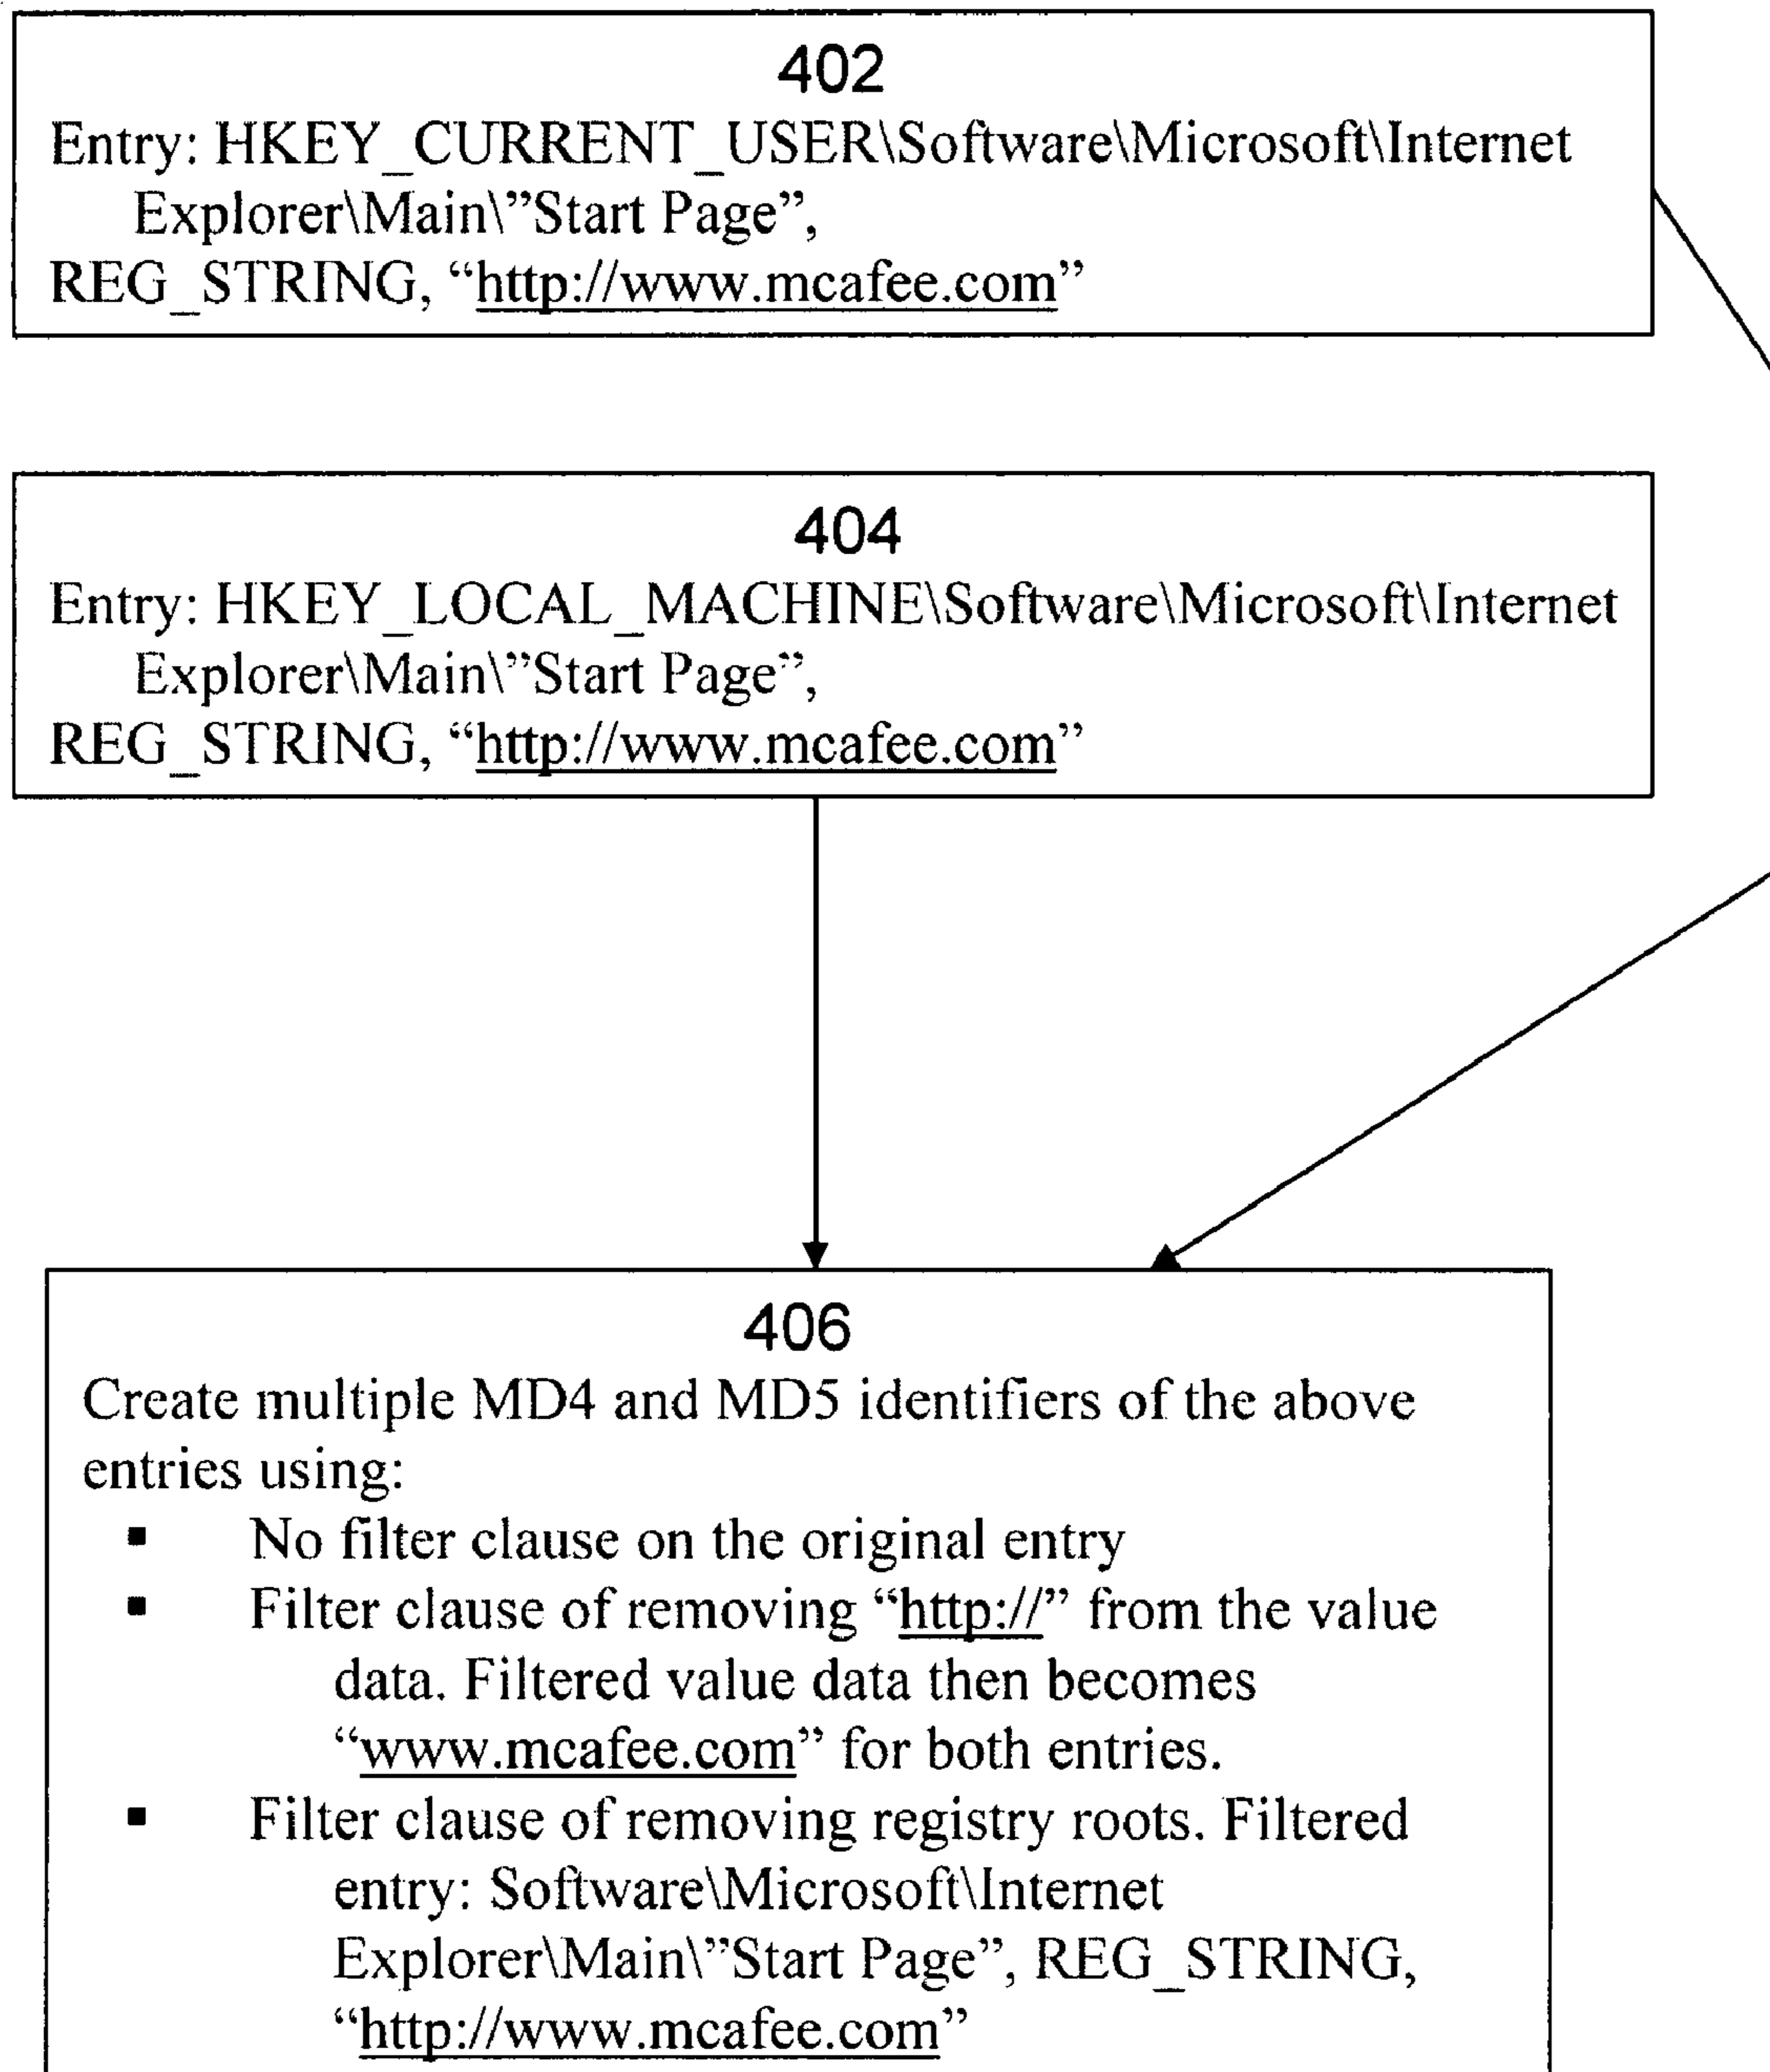 402
Entry: HKEY_CURRENT_USER\Software\Microsoft\Internet
Explorer\Main\”Start Page”,
REG_STRING, “http://www.mcafee.com”
404
Entry: HKEY_LOCAL_MACHINE\Software\Microsoft\Internet
Explorer\Main\”Start Page”,
REG_STRING, “http://www.mcafee.com”
406
Create multiple MD4 and MD5 identifiers of the above
entries using:
▪ No filter clause on the original entry
▪ Filter clause of removing “http://” from the value
data. Filtered value data then becomes
“www.mcafee.com” for both entries.
▪ Filter clause of removing registry roots. Filtered
entry: Software\Microsoft\Internet
Explorer\Main\”Start Page”, REG_STRING,
“http://www.mcafee.com”